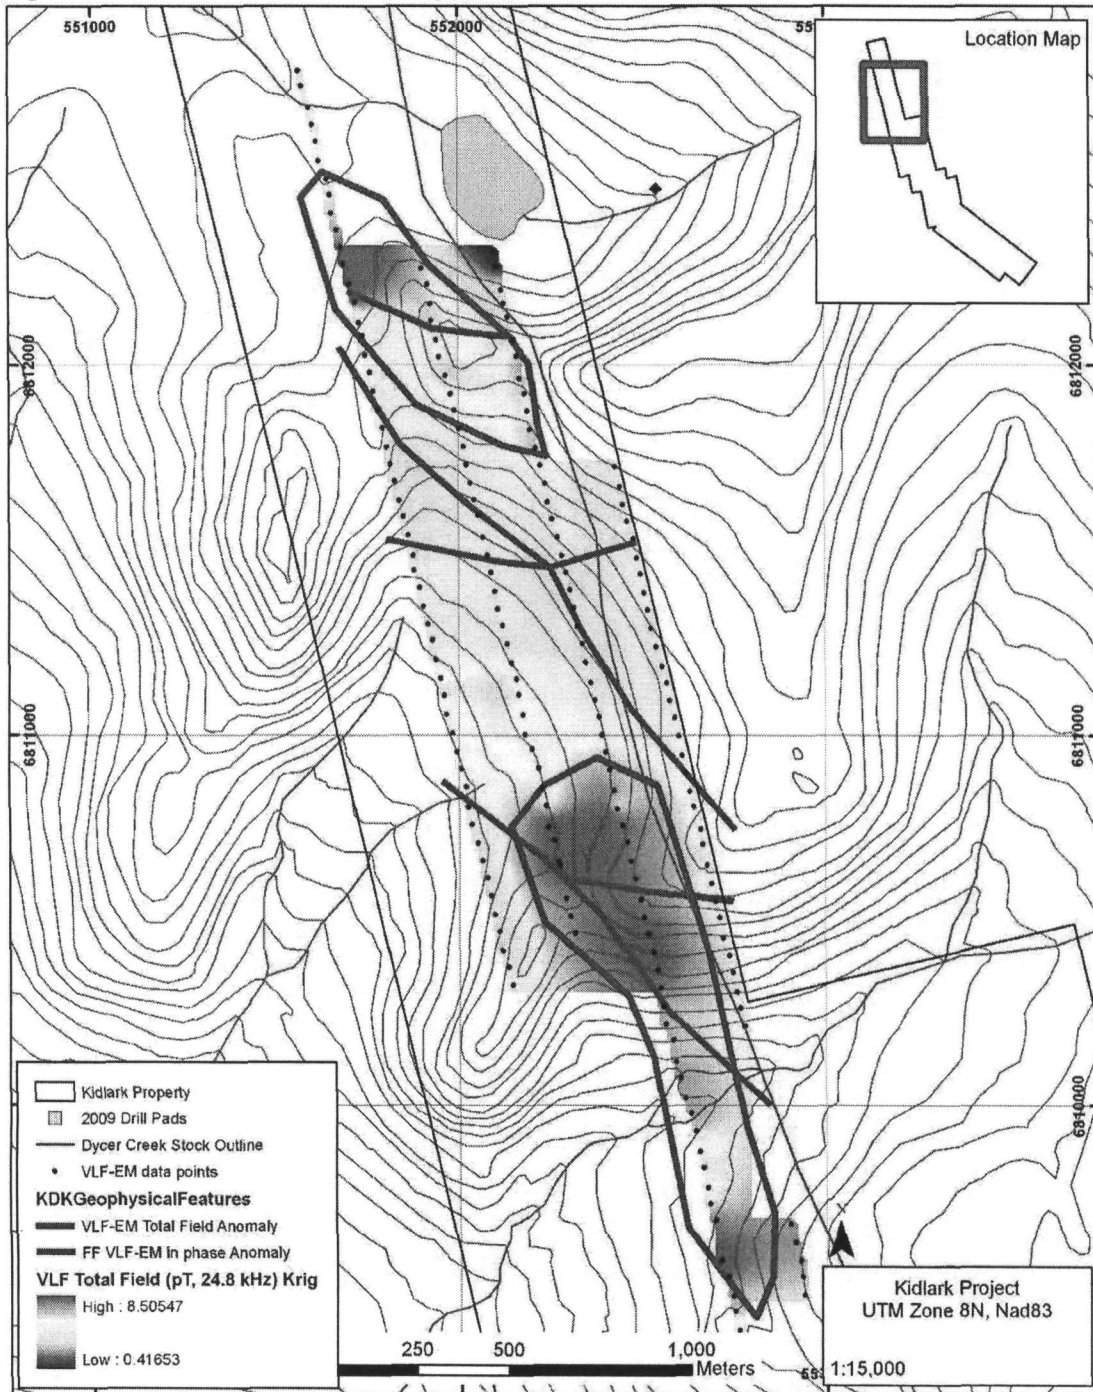 551000
552000
55
Location Map
6812000
6812000
6811000
6811000
6810000
Kidlark Property
2009 Drill Pads
Dycer Creek Stock Outline
VLF-EM data points
KDKGeophysicalFeatures
VLF-EM Total Field Anomaly
FF VLF-EM In phase Anomaly
VLF Total Field (pT, 24.8 kHz) Krig
High : 8.50547
Low : 0.41653
250 500 1,000
Meters
Kidlark Project
UTM Zone 8N, Nad83
553
1:15,000